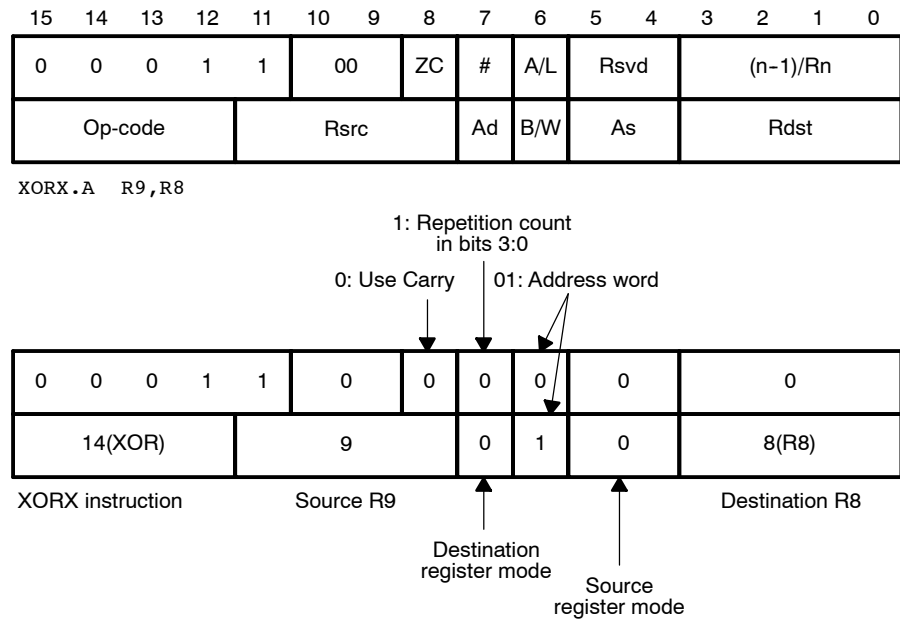 15 14 13 12 11 10 9 8 7 6 5 4 3 2 1 0
0 0 0 1 1 00 ZC # A/L Rsvd (n-1)/Rn
Op-code Rsrc Ad B/W As Rdst
XORX.A R9,R8
1: Repetition count
in bits 3:0
0: Use Carry 01: Address word
0 0 0 1 1 0 0 0 0 0 0
14(XOR) 9 0 1 0 8(R8)
XORX instruction Source R9 Destination R8
Destination
register mode
Source
register mode